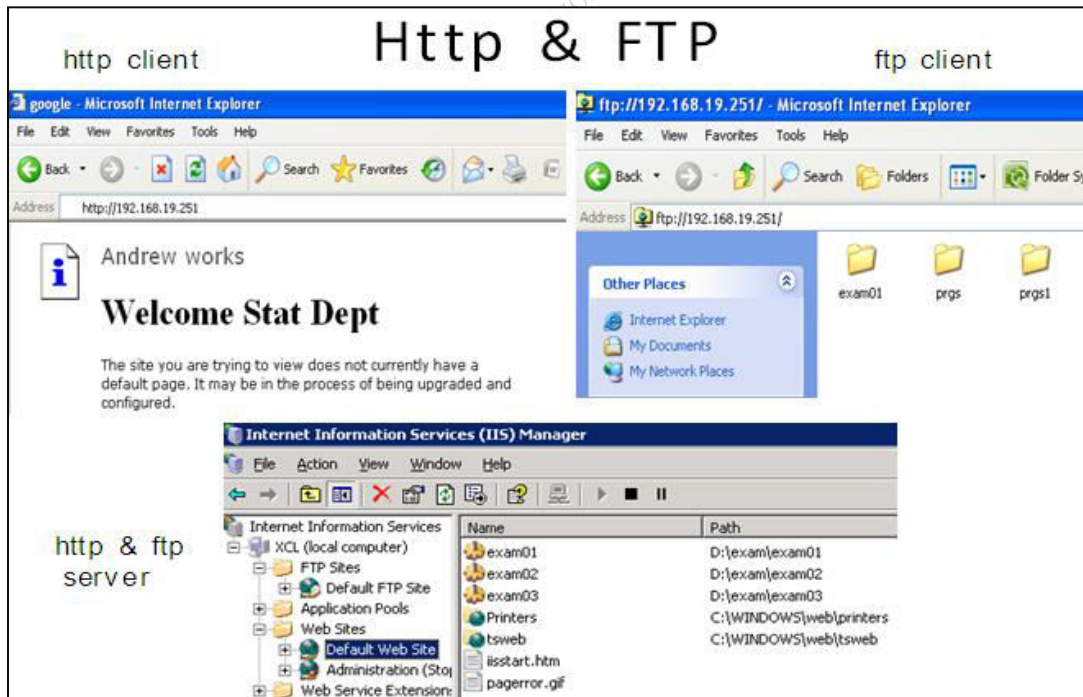 Http & FTP
http client
ftp client
google - Microsoft Internet Explorer
File Edit View Favorites Tools Help
Back Search Favorites
Address http://192.168.19.251
Andrew works
Welcome Stat Dept
The site you are trying to view does not currently have a
default page. It may be in the process of being upgraded and
configured.
ftp://192.168.19.251/ - Microsoft Internet Explorer
File Edit View Favorites Tools Help
Back Search Folders Folder Sy
Address ftp://192.168.19.251/
Other Places
Internet Explorer
My Documents
My Network Places
exam01 prgs prgs1
http & ftp
server
Internet Information Services (IIS) Manager
File Action View Window Help
Internet Information Services
XCL (local computer)
FTP Sites
Default FTP Site
Application Pools
Web Sites
Default Web Site
Administration (Stop
Web Service Extension
Name Path
exam01 D:\exam\exam01
exam02 D:\exam\exam02
exam03 D:\exam\exam03
Printers C:\WINDOWS\web\printers
tsweb C:\WINDOWS\web\tsweb
iisstart.htm
pagerror.gif